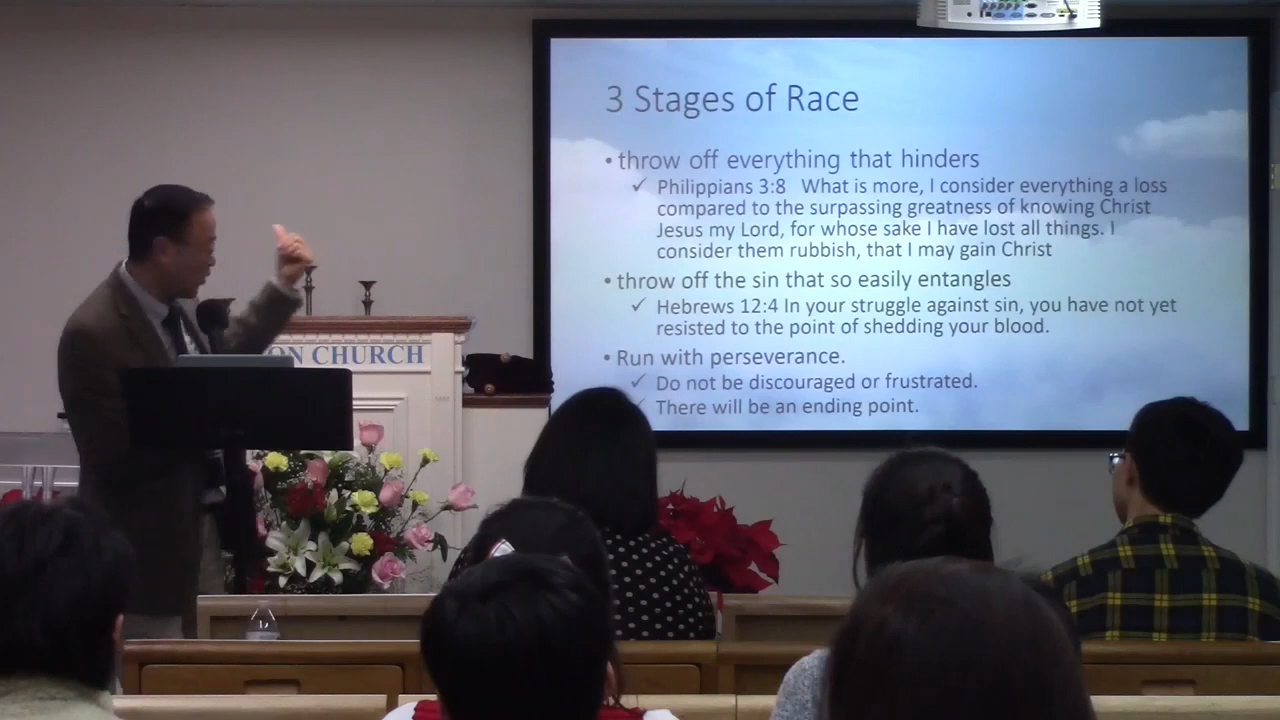 3 Stages of Race
• throw off everything that hinders
✓ Philippians 3:8 What is more, I consider everything a loss
compared to the surpassing greatness of knowing Christ
Jesus my Lord, for whose sake I have lost all things. I
consider them rubbish, that I may gain Christ
• throw off the sin that so easily entangles
✓ Hebrews 12:4 In your struggle against sin, you have not yet
resisted to the point of shedding your blood.
• Run with perseverance.
✓ Do not be discouraged or frustrated.
✓ There will be an ending point.
ON CHURCH